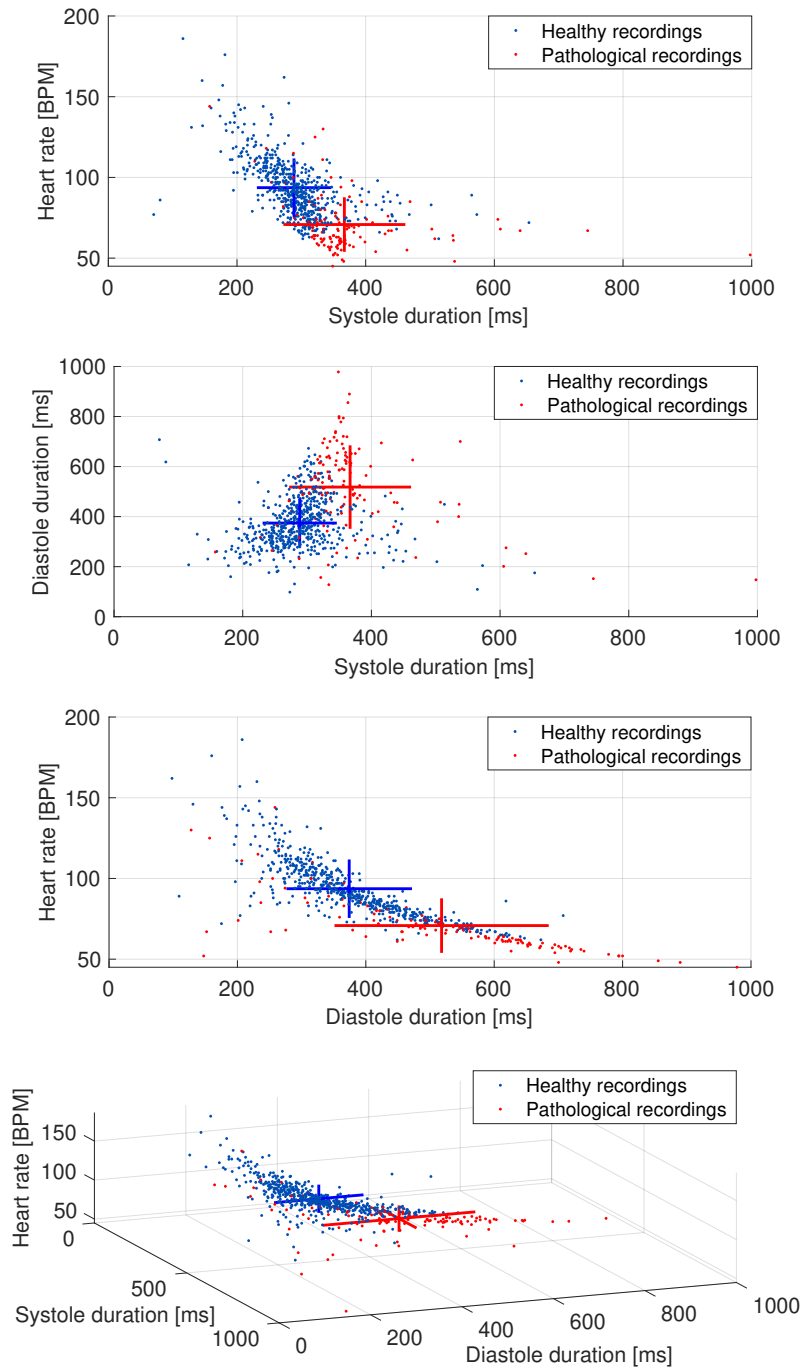 200
150
100
50
Heart rate [BPM]
Healthy recordings
Pathological recordings
0 200 400 600 800 1000
Systole duration [ms]
1000
800
600
400
200
0
Diastole duration [ms]
Healthy recordings
Pathological recordings
0 200 400 600 800 1000
Systole duration [ms]
200
150
100
50
Heart rate [BPM]
Healthy recordings
Pathological recordings
0 200 400 600 800 1000
Diastole duration [ms]
Heart rate [BPM]
150
100
50
Healthy recordings
Pathological recordings
0
500
1000
Systole duration [ms]
0 200 400 600 800 1000
Diastole duration [ms]